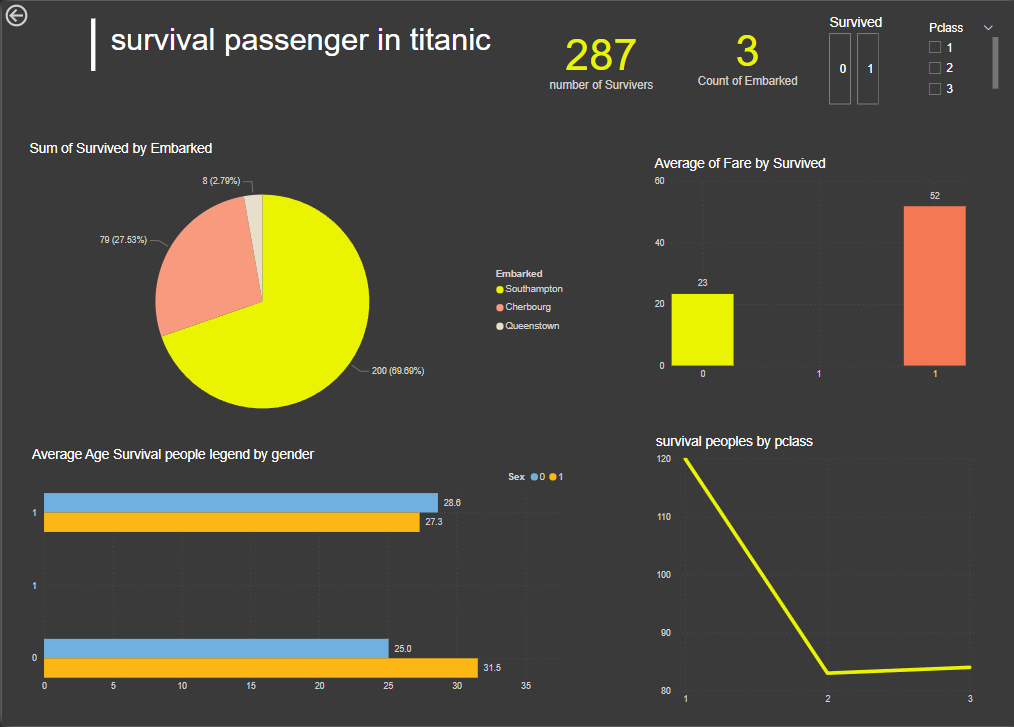 survival passenger in titanic
287
number of Survivers
3
Count of Embarked
Survived
0 1
Pclass
1
2
3
Sum of Survived by Embarked
8 (2.79%)
79 (27.53%)
200 (69.69%)
Embarked
Southampton
Cherbourg
Queenstown
Average of Fare by Survived
60
40
20
0
23
52
0 1 1
Average Age Survival people legend by gender
Sex 0 1
1
28.6
27.3
1
0
25.0
31.5
0 5 10 15 20 25 30 35
survival peoples by pclass
120
110
100
90
80
1 2 3